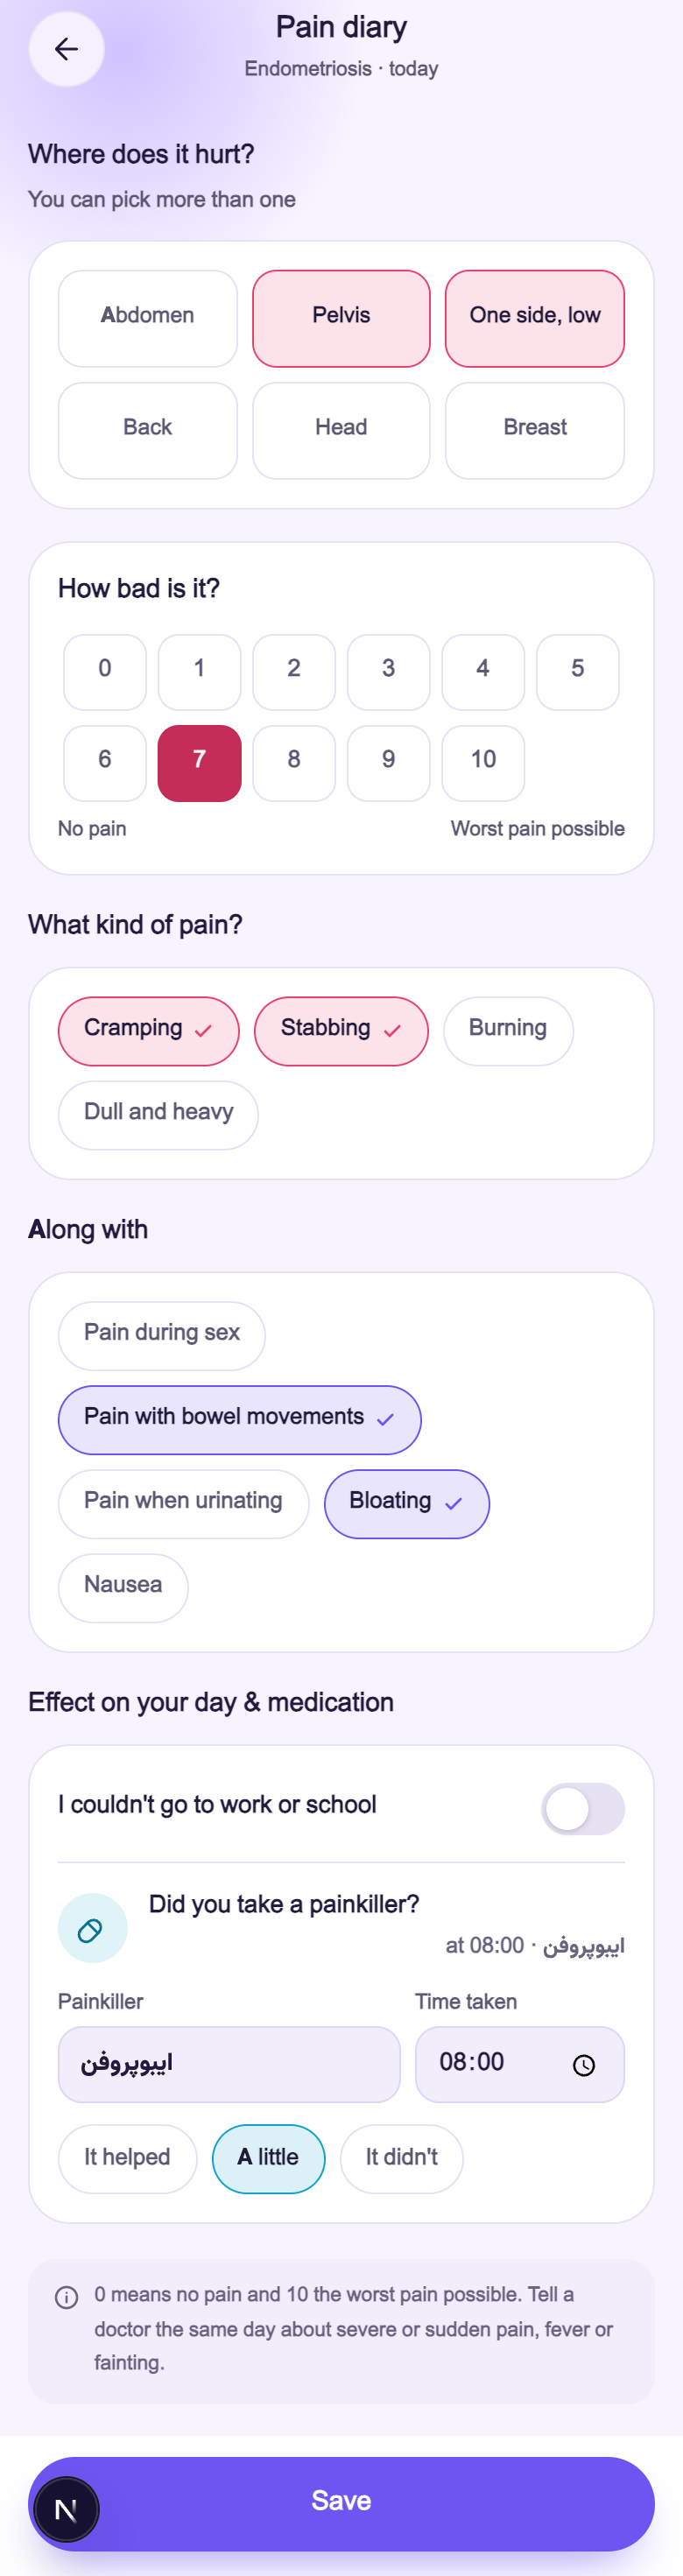 Pain diary
Endometriosis · today
Where does it hurt?
You can pick more than one
Abdomen
Pelvis
One side, low
Back
Head
Breast
How bad is it?
0
1
2
3
4
5
6
7
8
9
10
No pain
Worst pain possible
What kind of pain?
Cramping
Stabbing
Burning
Dull and heavy
Along with
Pain during sex
Pain with bowel movements
Pain when urinating
Bloating
Nausea
Effect on your day & medication
I couldn't go to work or school
Did you take a painkiller?
at 08:00 · ایبوپروفن
Painkiller
Time taken
ایبوپروفن
08:00
It helped
A little
It didn't
0 means no pain and 10 the worst pain possible. Tell a
doctor the same day about severe or sudden pain, fever or
fainting.
Save
N